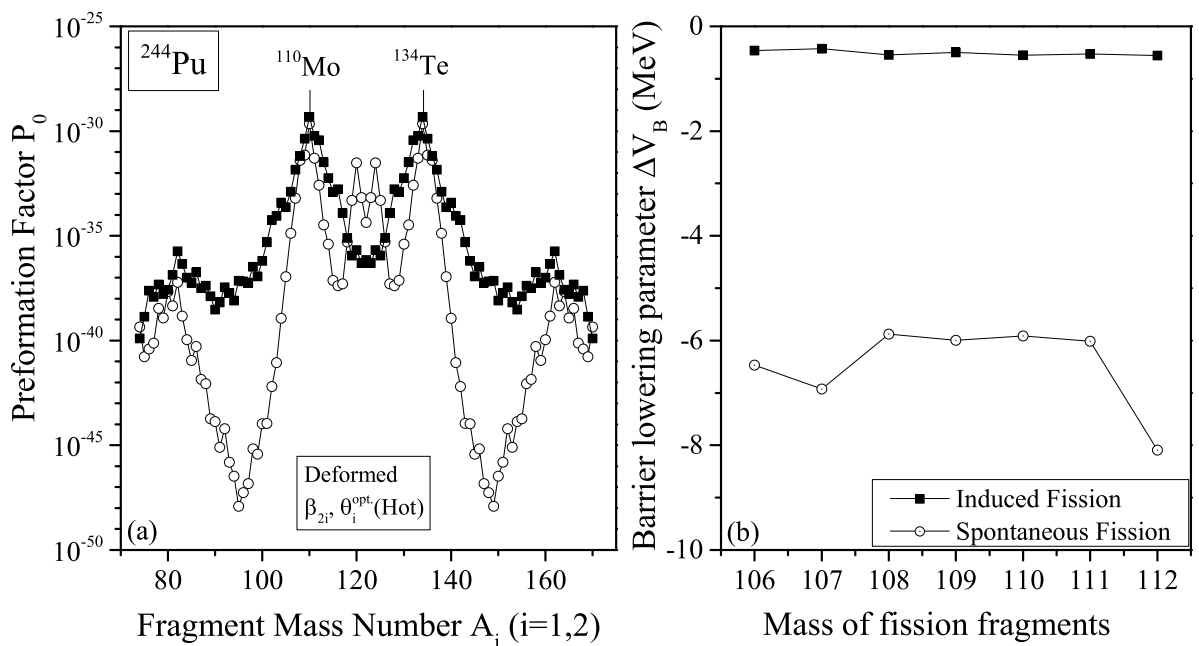 10⁻²⁵
10⁻³⁰
10⁻³⁵
10⁻⁴⁰
10⁻⁴⁵
10⁻⁵⁰
Preformation Factor P₀
²⁴⁴Pu
¹¹⁰Mo
¹³⁴Te
Deformed
β₂ᵢ, θᵢᵒᵖᵗ·(Hot)
(a)
80 100 120 140 160
Fragment Mass Number Aᵢ (i=1,2)
0
-2
-4
-6
-8
-10
Barrier lowering parameter ΔV_B (MeV)
Induced Fission
Spontaneous Fission
(b)
106 107 108 109 110 111 112
Mass of fission fragments